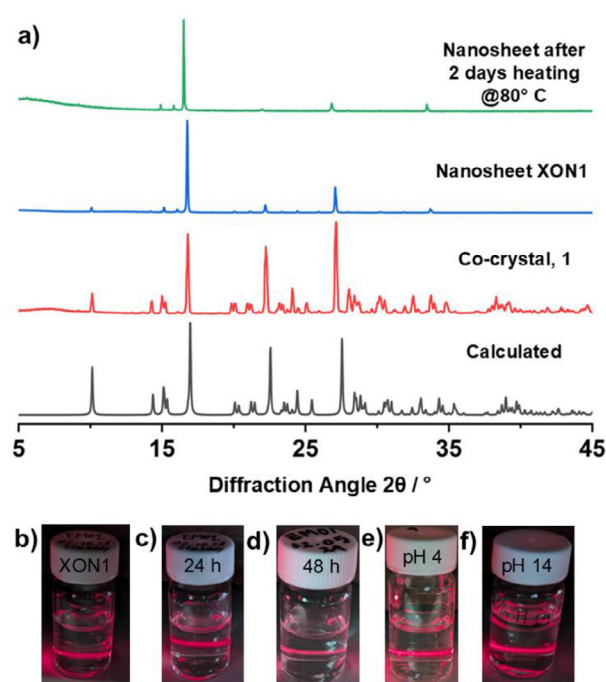 a)
Nanosheet after
2 days heating
@80° C
Nanosheet XON1
Co-crystal, 1
Calculated
5 15 25 35 45
Diffraction Angle 2θ / °
b) c) d) e) f)
XON1 24 h 48 h pH 4 pH 14